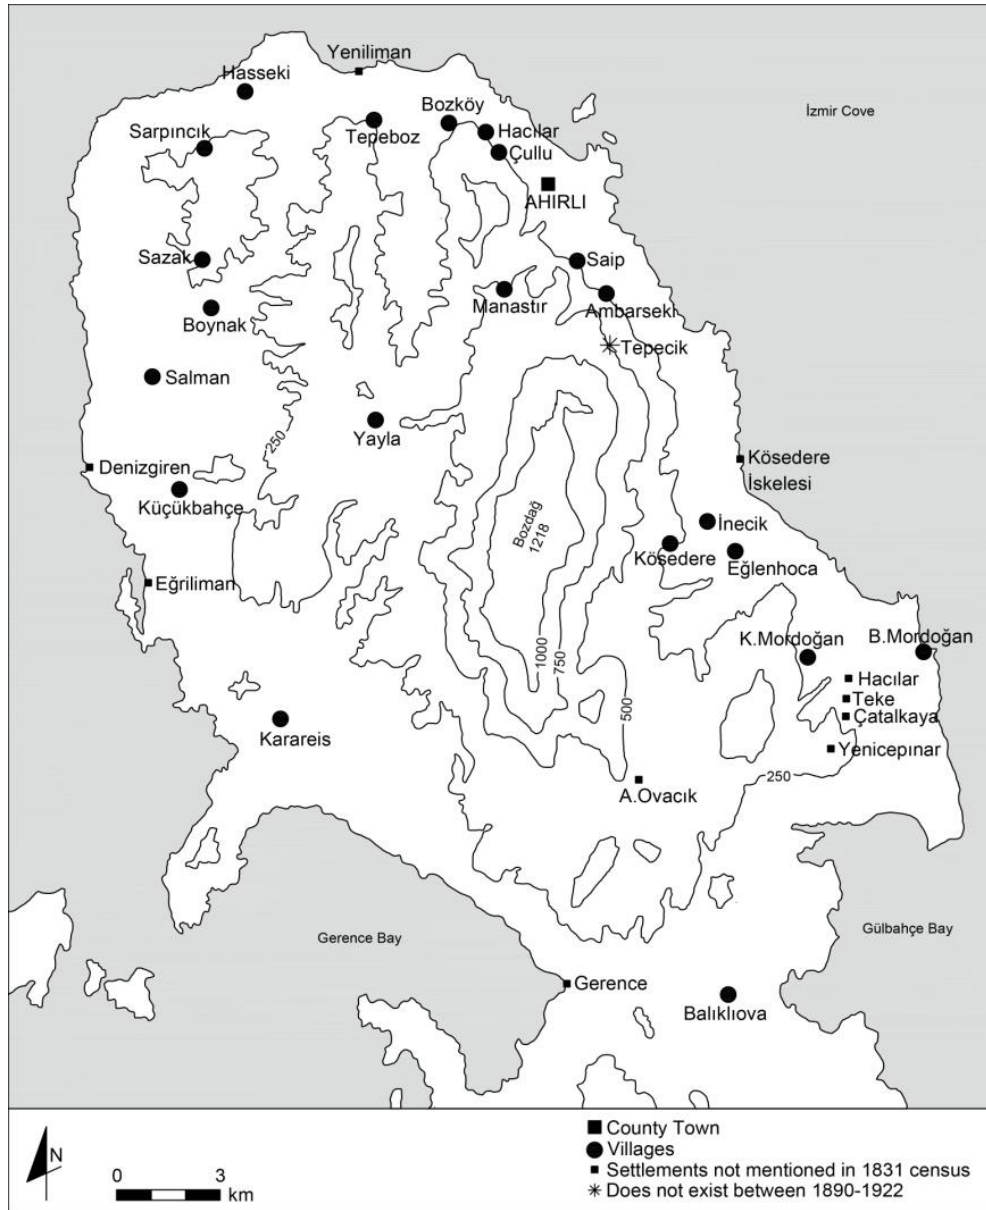 Yeniliman
Hasseki
Bozköy
İzmir Cove
Sarpıncık
Tepeboz
Hacılar
Çullu
AHIRLI
Sazak
Saip
Manastır
Ambarseki
Boynak
Tepecik
Salman
Yayla
250
Denizgiren
Kösedere
İskelesi
Küçükbahçe
Bozdağ
1218
İnecik
Kösedere
Eğlenhoca
Eğriliman
K.Mordoğan
B.Mordoğan
1000
750
Hacılar
Teke
500
Çatalkaya
Karareis
Yenicepınar
250
A.Ovacık
Gerence Bay
Gülbahçe Bay
Gerence
Balıklıova
N
0 3
km
County Town
Villages
Settlements not mentioned in 1831 census
Does not exist between 1890-1922